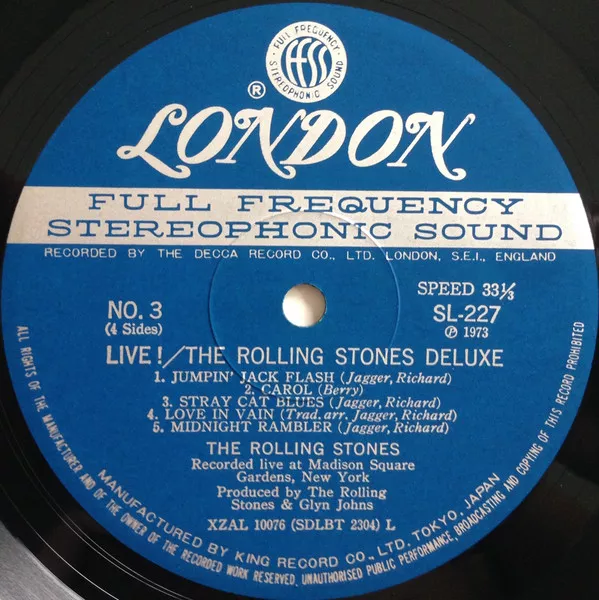 FULL FREQUENCY
FFSS
STEREOPHONIC SOUND
®
LONDON
FULL FREQUENCY
STEREOPHONIC SOUND
RECORDED BY THE DECCA RECORD CO., LTD. LONDON, S.E.I., ENGLAND
SPEED 33⅓
NO. 3
SL-227
(4 Sides)
℗ 1973
LIVE!/THE ROLLING STONES DELUXE
1. JUMPIN' JACK FLASH (Jagger, Richard)
2. CAROL (Berry)
3. STRAY CAT BLUES (Jagger, Richard)
4. LOVE IN VAIN (Trad. arr. Jagger, Richard)
5. MIDNIGHT RAMBLER (Jagger, Richard)
THE ROLLING STONES
Recorded live at Madison Square
Gardens, New York
Produced by The Rolling
Stones & Glyn Johns
XZAL 10076 (SDLBT 2304) L
MANUFACTURED BY KING RECORD CO., LTD. TOKYO, JAPAN
ALL RIGHTS OF THE MANUFACTURER AND OF THE OWNER OF THE RECORDED WORK RESERVED. UNAUTHORISED PUBLIC PERFORMANCE, BROADCASTING AND COPYING OF THIS RECORD PROHIBITED